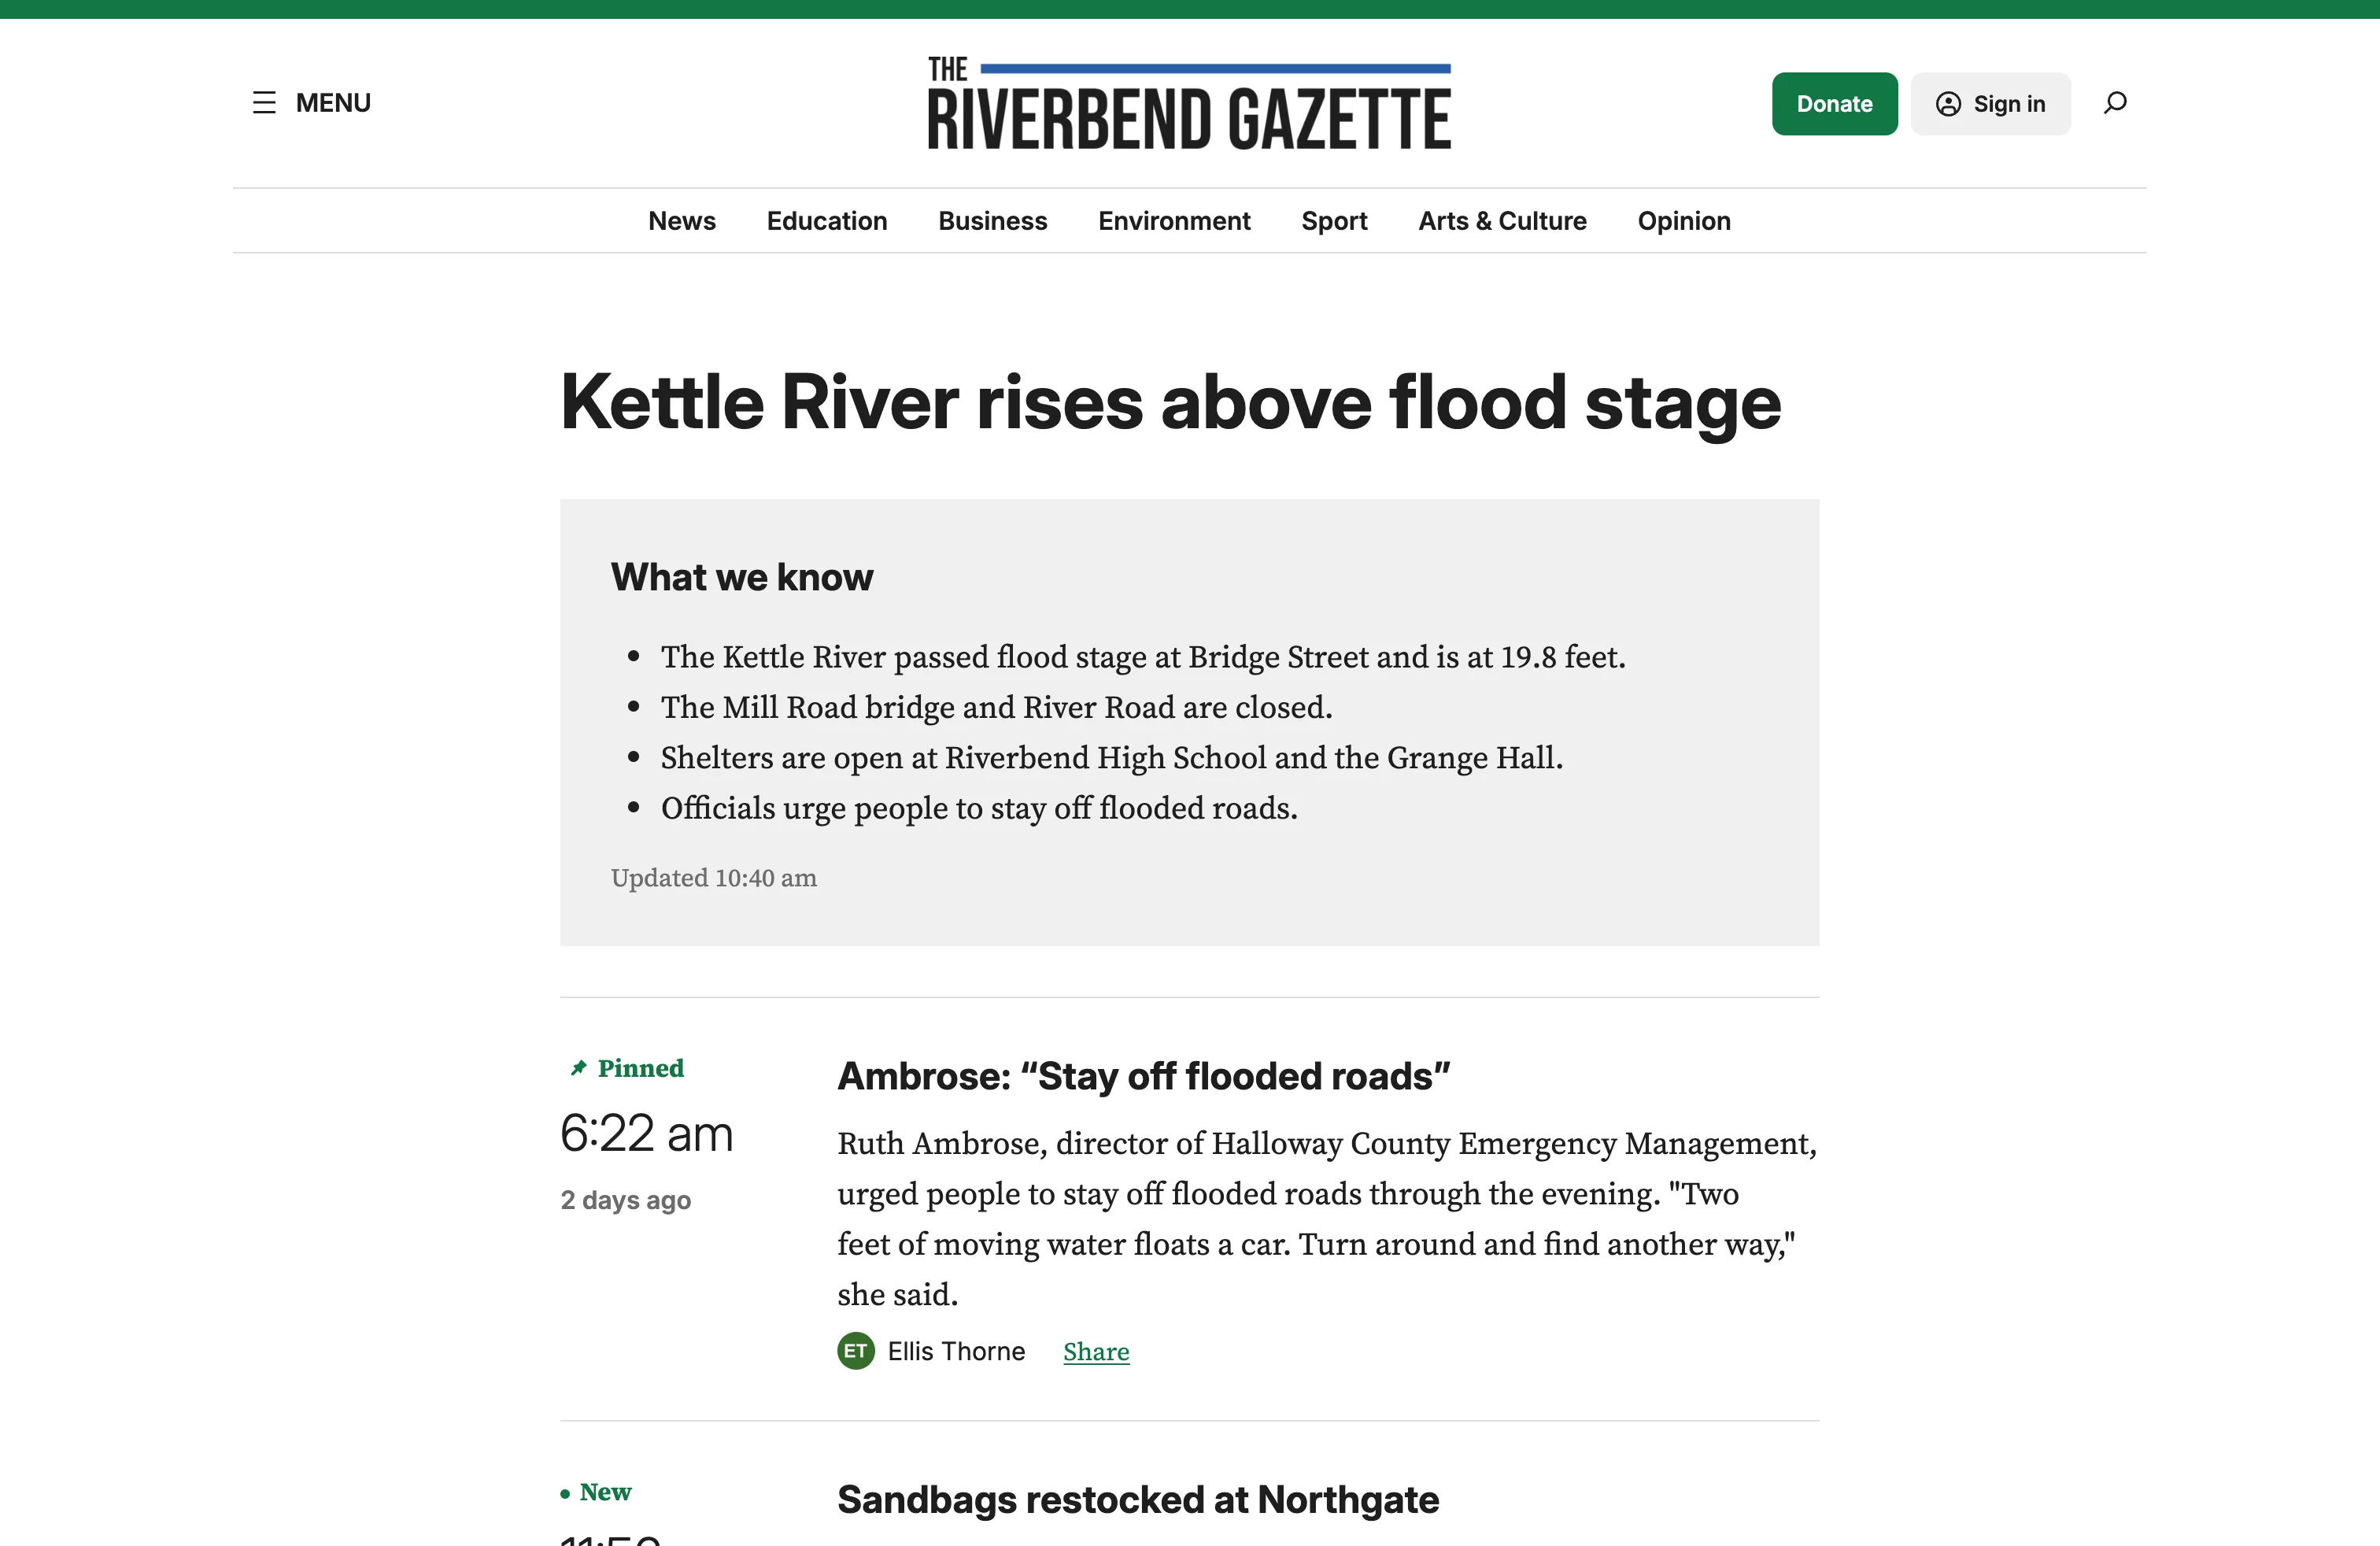 MENU
THE
RIVERBEND GAZETTE
Donate
Sign in
News Education Business Environment Sport Arts & Culture Opinion
Kettle River rises above flood stage
What we know
• The Kettle River passed flood stage at Bridge Street and is at 19.8 feet.
• The Mill Road bridge and River Road are closed.
• Shelters are open at Riverbend High School and the Grange Hall.
• Officials urge people to stay off flooded roads.
Updated 10:40 am
Pinned
6:22 am
2 days ago
Ambrose: “Stay off flooded roads”
Ruth Ambrose, director of Halloway County Emergency Management,
urged people to stay off flooded roads through the evening. "Two
feet of moving water floats a car. Turn around and find another way,"
she said.
ET Ellis Thorne Share
• New
Sandbags restocked at Northgate